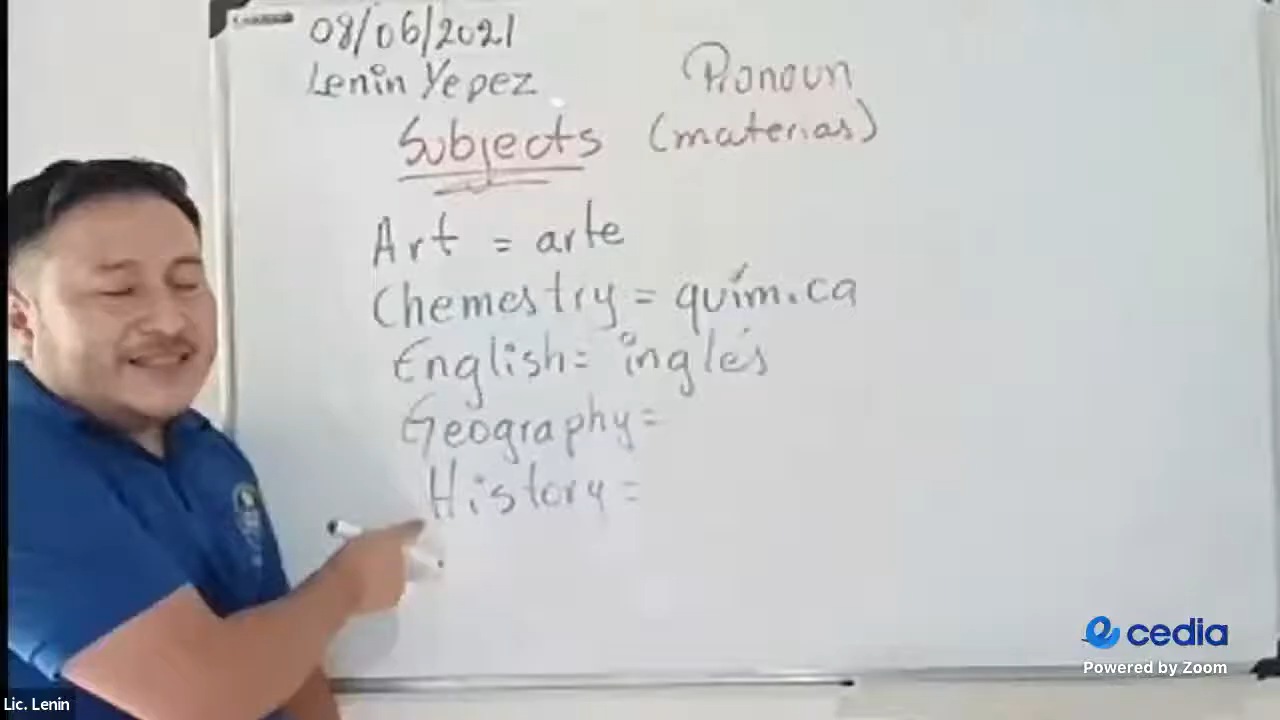 08/06/2021
Lenin Yepez
Pronoun
Subjects (materias)
Art = arte
Chemestry = química
English = inglés
Geography =
History =
cedia
Powered by Zoom
Lic. Lenin